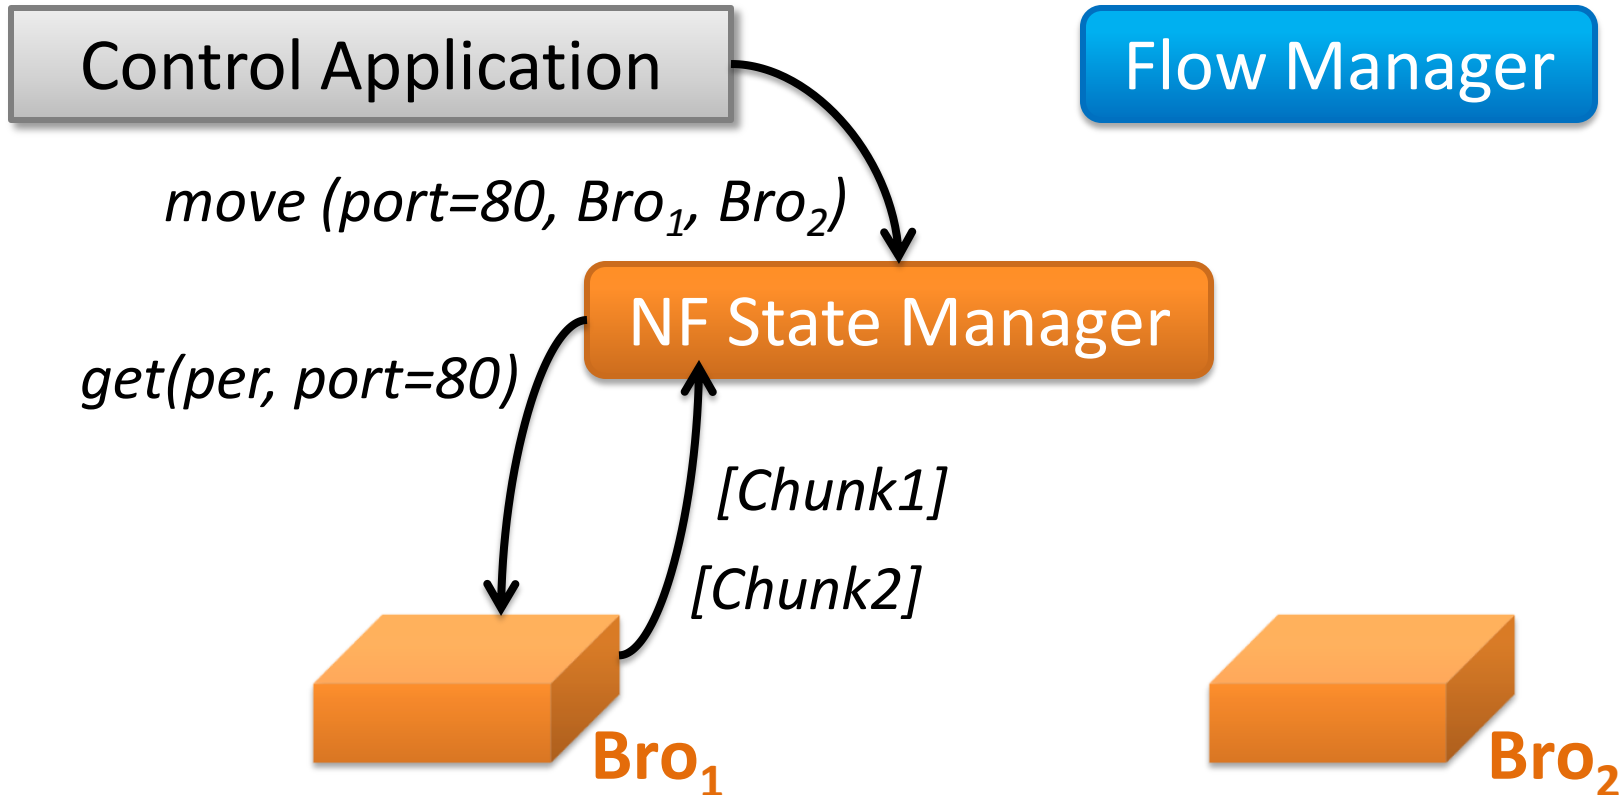 Control Application
Flow Manager
move (port=80, Bro₁, Bro₂)
NF State Manager
get(per, port=80)
[Chunk1]
[Chunk2]
Bro₁
Bro₂